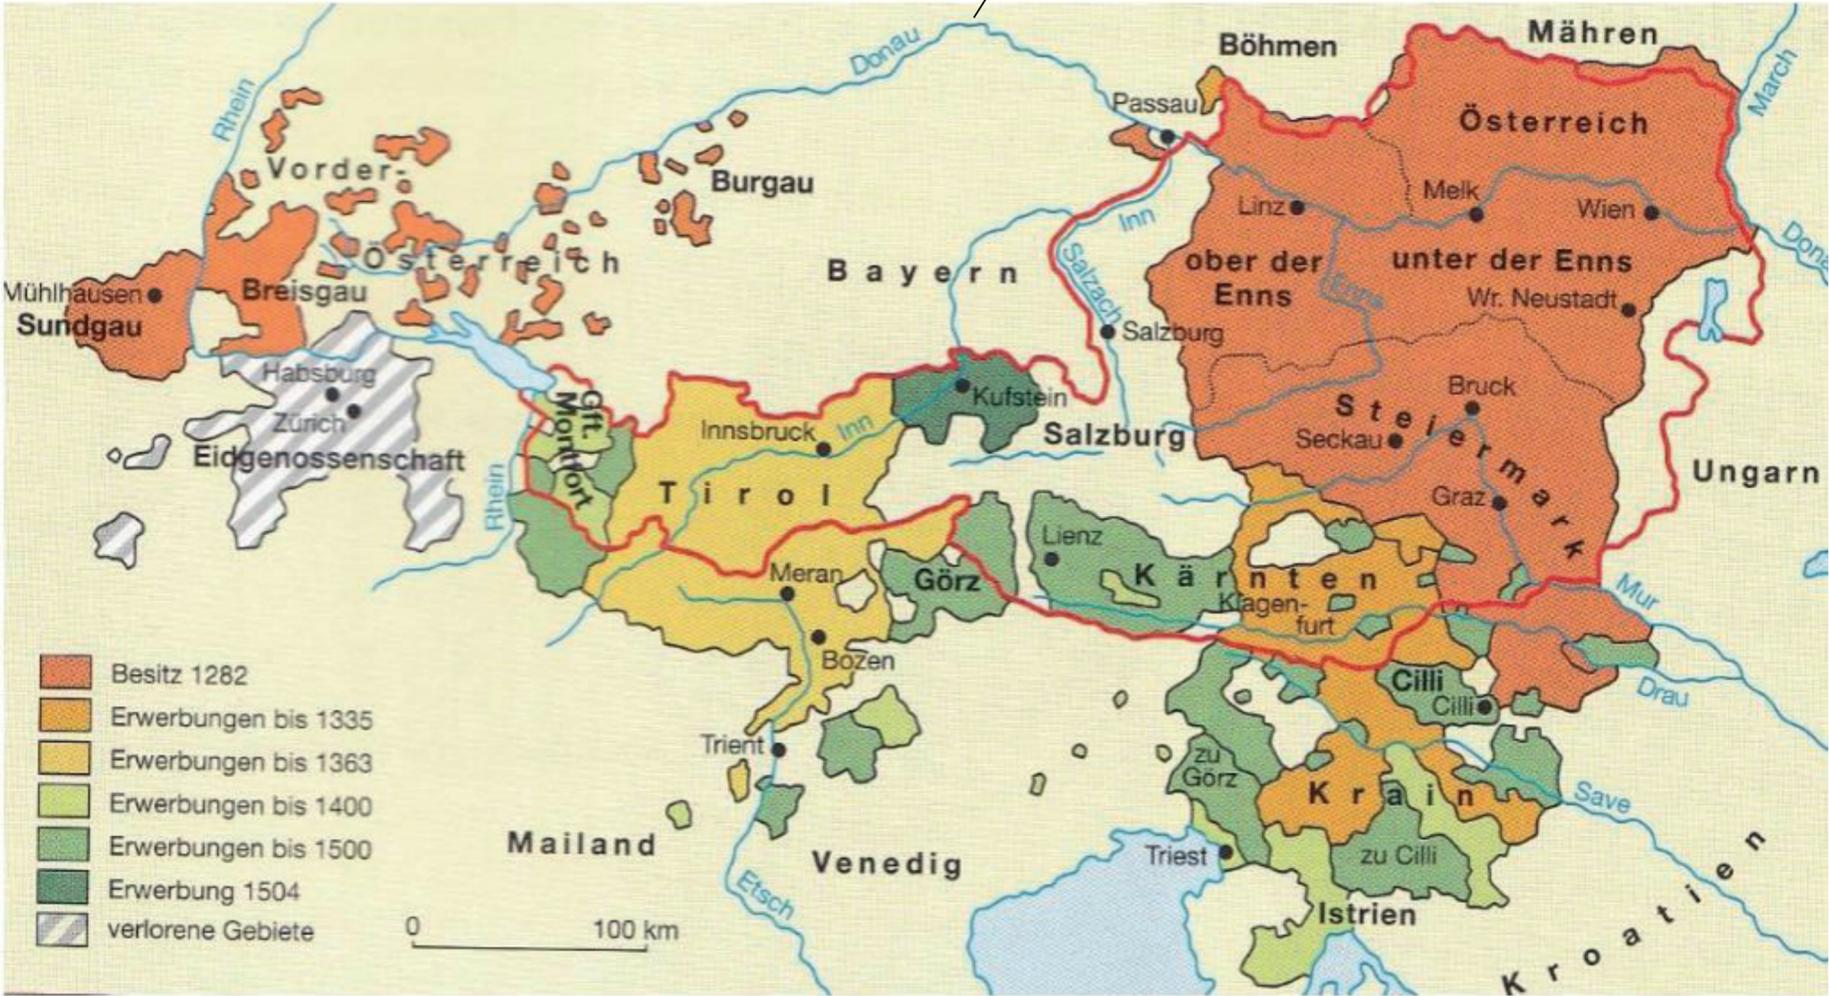 Böhmen
Mähren
Donau
March
Rhein
Passau
Österreich
Vorder-
Österreich
Burgau
Melk
Linz
Wien
Inn
Donau
Bayern
Salzach
ober der
Enns
unter der Enns
Enns
Mühlhausen
Sundgau
Breisgau
Wr. Neustadt
Salzburg
Habsburg
Zürich
Gft.
Montfort
Kufstein
Bruck
Steiermark
Innsbruck
Inn
Salzburg
Seckau
Eidgenossenschaft
Ungarn
Rhein
Tirol
Graz
Lienz
Meran
Görz
Kärnten
Klagen-
furt
Mur
Bozen
Cilli
Cilli
Drau
Trient
zu
Görz
Krain
Save
Mailand
Venedig
Triest
zu Cilli
Etsch
Istrien
Kroatien
Besitz 1282
Erwerbungen bis 1335
Erwerbungen bis 1363
Erwerbungen bis 1400
Erwerbungen bis 1500
Erwerbung 1504
verlorene Gebiete
0 100 km